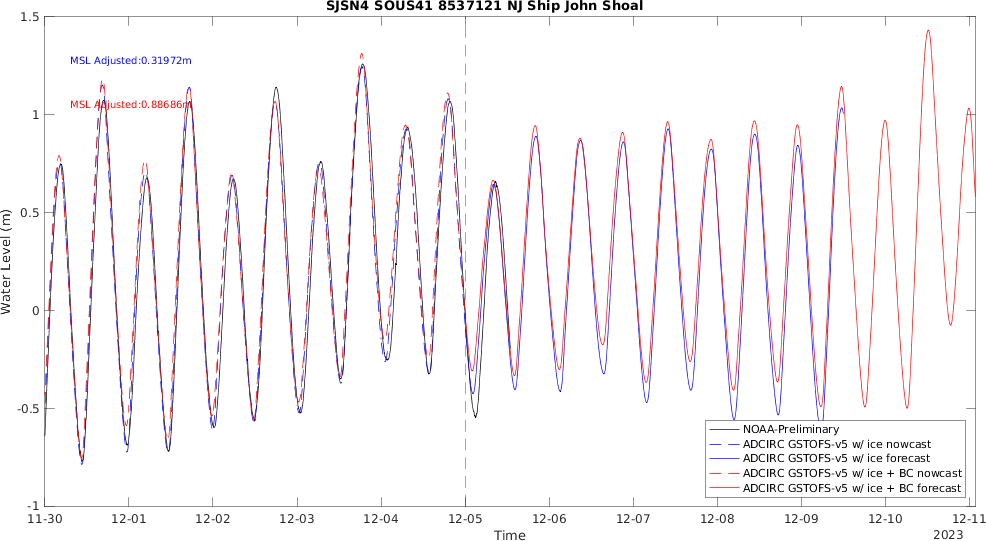 SJSN4 SOUS41 8537121 NJ Ship John Shoal
1.5
MSL Adjusted:0.31972m
MSL Adjusted:0.88686m
1
0.5
Water Level (m)
0
-0.5
-1
NOAA-Preliminary
ADCIRC GSTOFS-v5 w/ ice nowcast
ADCIRC GSTOFS-v5 w/ ice forecast
ADCIRC GSTOFS-v5 w/ ice + BC nowcast
ADCIRC GSTOFS-v5 w/ ice + BC forecast
11-30 12-01 12-02 12-03 12-04 12-05 12-06 12-07 12-08 12-09 12-10 12-11
Time
2023